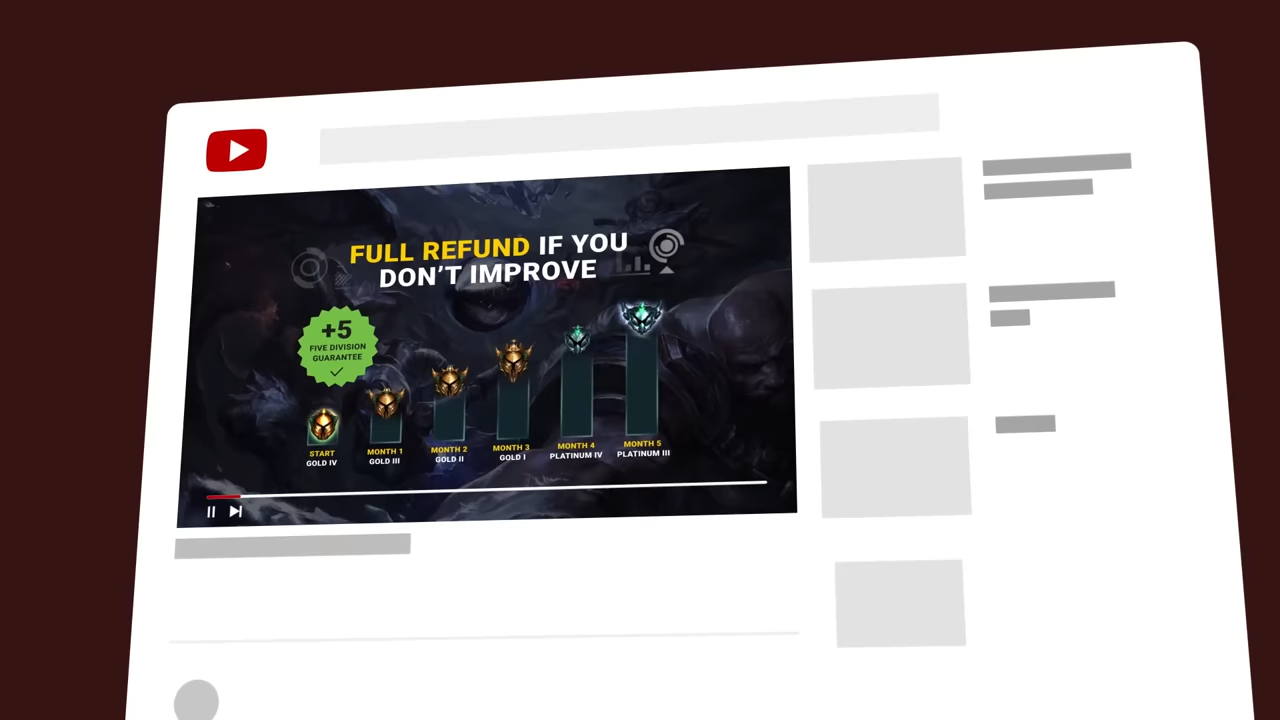 FULL REFUND IF YOU
DON'T IMPROVE
+5
FIVE DIVISION
GUARANTEE
START
GOLD IV
MONTH 1
GOLD III
MONTH 2
GOLD II
MONTH 3
GOLD I
MONTH 4
PLATINUM IV
MONTH 5
PLATINUM III